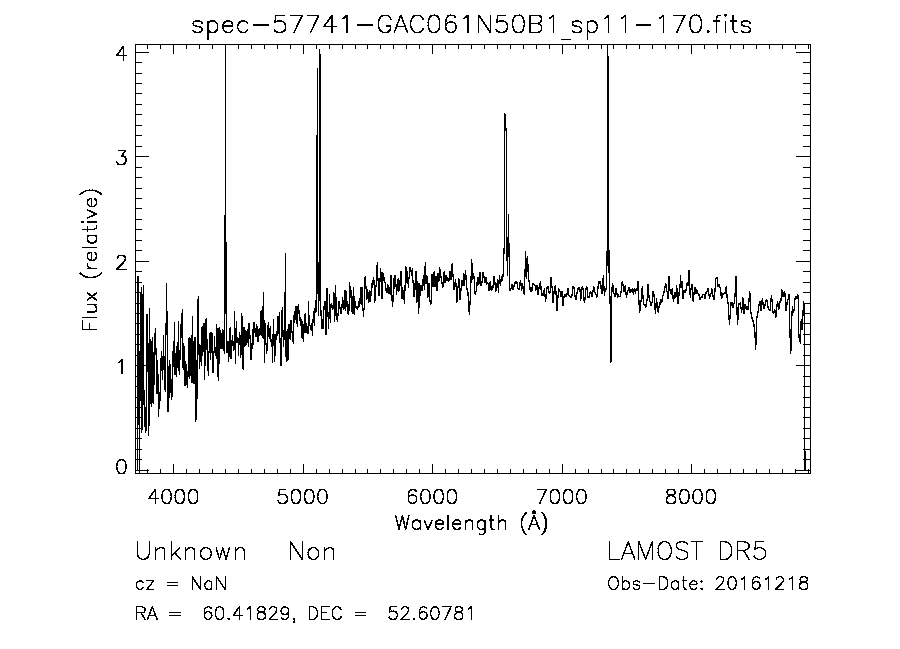 spec-57741-GAC061N50B1_sp11-170.fits
4
3
2
1
0
Flux (relative)
4000 5000 6000 7000 8000
Wavelength (Å)
Unknown Non LAMOST DR5
cz = NaN Obs-Date: 20161218
RA = 60.41829, DEC = 52.60781